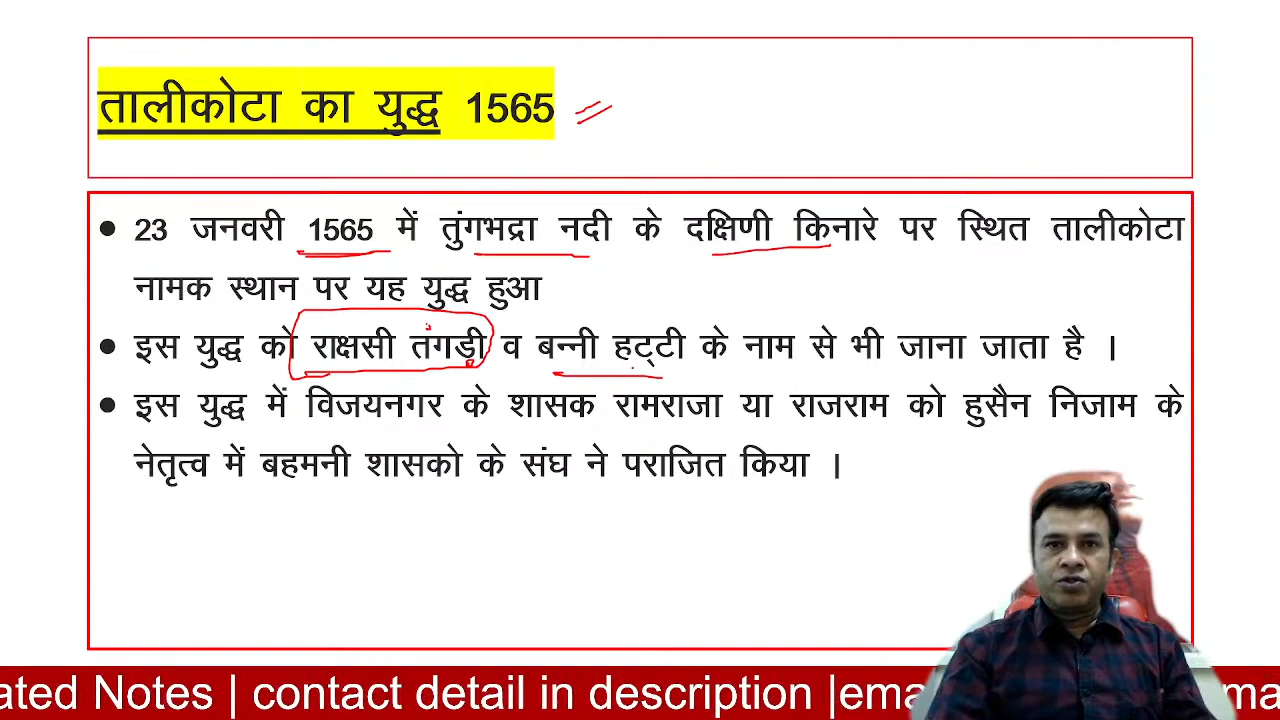 तालीकोटा का युद्ध 1565
• 23 जनवरी 1565 में तुंगभद्रा नदी के दक्षिणी किनारे पर स्थित तालीकोटा
नामक स्थान पर यह युद्ध हुआ
• इस युद्ध को राक्षसी तंगड़ी व बन्नी हट्टी के नाम से भी जाना जाता है ।
• इस युद्ध में विजयनगर के शासक रामराजा या राजराम को हुसैन निजाम के
नेतृत्व में बहमनी शासको के संघ ने पराजित किया ।
ated Notes | contact detail in description |ema